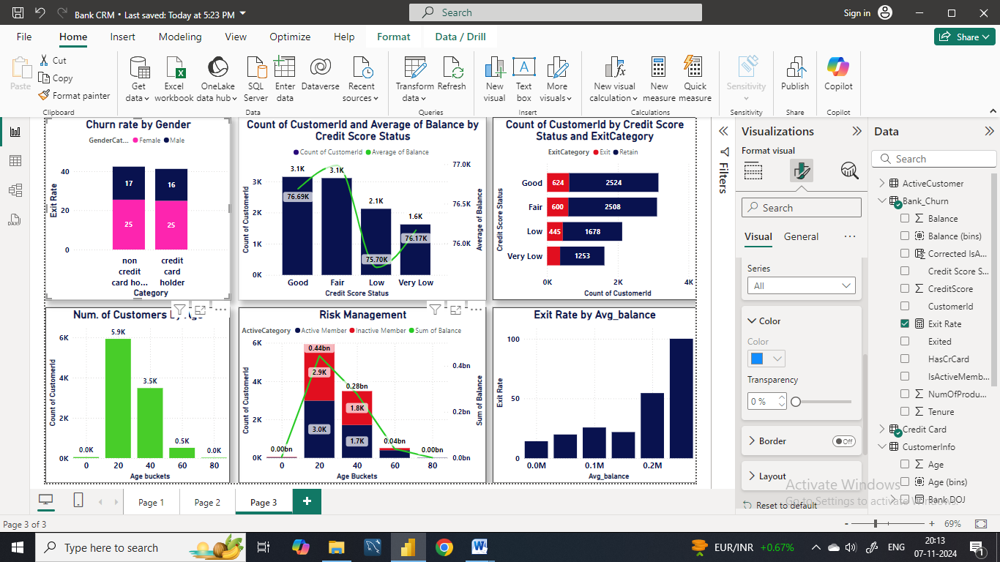 Bank CRM • Last saved: Today at 5:23 PM
Search
Sign in
File Home Insert Modeling View Optimize Help Format Data / Drill
Share
Paste
Cut
Copy
Format painter
Clipboard
Get data
Excel workbook
OneLake data hub
SQL Server
Enter data
Dataverse
Recent sources
Data
Transform data
Refresh
Queries
New visual
Text box
More visuals
Insert
New visual calculation
New measure
Quick measure
Calculations
Sensitivity
Sensitivity
Publish
Share
Copilot
Copilot
Churn rate by Gender
GenderCat... Female Male
Exit Rate
40
20
0
17
25
16
25
non credit card ho...
credit card holder
Category
Count of CustomerId and Average of Balance by
Credit Score Status
Count of CustomerId Average of Balance
Count of CustomerId
3K
2K
1K
0K
3.1K
76.69K
3.1K
2.1K
75.70K
1.6K
76.17K
77.0K
76.5K
76.0K
Average of Balance
Good Fair Low Very Low
Credit Score Status
Count of CustomerId by Credit Score
Status and ExitCategory
ExitCategory Exit Retain
Credit Score Status
Good 624 2524
Fair 600 2508
Low 445 1678
Very Low 1253
0K 2K 4K
Count of CustomerId
Num. of Customers
Count of CustomerId
6K
4K
2K
0K
0.0K
5.9K
3.5K
0.5K
0.0K
0 20 40 60 80
Age buckets
Risk Management
ActiveCategory Active Member Inactive Member Sum of Balance
Count of CustomerId
6K
4K
2K
0K
0.00bn
0.44bn
2.9K
3.0K
0.28bn
1.8K
1.7K
0.04bn
0.00bn
0.4bn
0.2bn
0.0bn
Sum of Balance
0 20 40 60 80
Age Buckets
Exit Rate by Avg_balance
Exit Rate
100
50
0
0.0M 0.1M 0.2M
Avg_balance
Filters
Visualizations
Format visual
Search
Visual General
Series
All
Color
Color
Transparency
0 %
Border Off
Layout
Reset to default
Data
Search
ActiveCustomer
Bank_Churn
Balance
Balance (bins)
Corrected IsA...
Credit Score S...
CreditScore
CustomerId
Exit Rate
Exited
HasCrCard
IsActiveMemb...
NumOfProdu...
Tenure
Credit Card
CustomerInfo
Age
Age (bins)
Bank DOJ
Activate Windows
Go to Settings to activate Windows.
Page 1 Page 2 Page 3
Page 3 of 3
- + 69%
Type here to search
EUR/INR +0.67%
ENG
20:13
07-11-2024
1